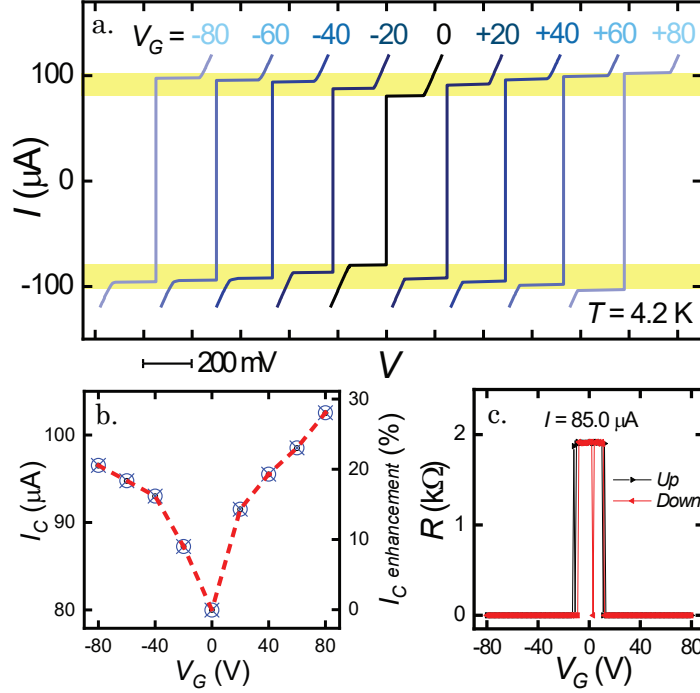 a. V_G = -80 -60 -40 -20 0 +20 +40 +60 +80
100
0
-100
I (μA)
T = 4.2 K
200 mV
V
b.
100
90
80
I_C (μA)
30
20
10
0
I_C enhancement (%)
-80 -40 0 40 80
V_G (V)
c.
I = 85.0 μA
2
0
R (kΩ)
Up
Down
-80 -40 0 40 80
V_G (V)